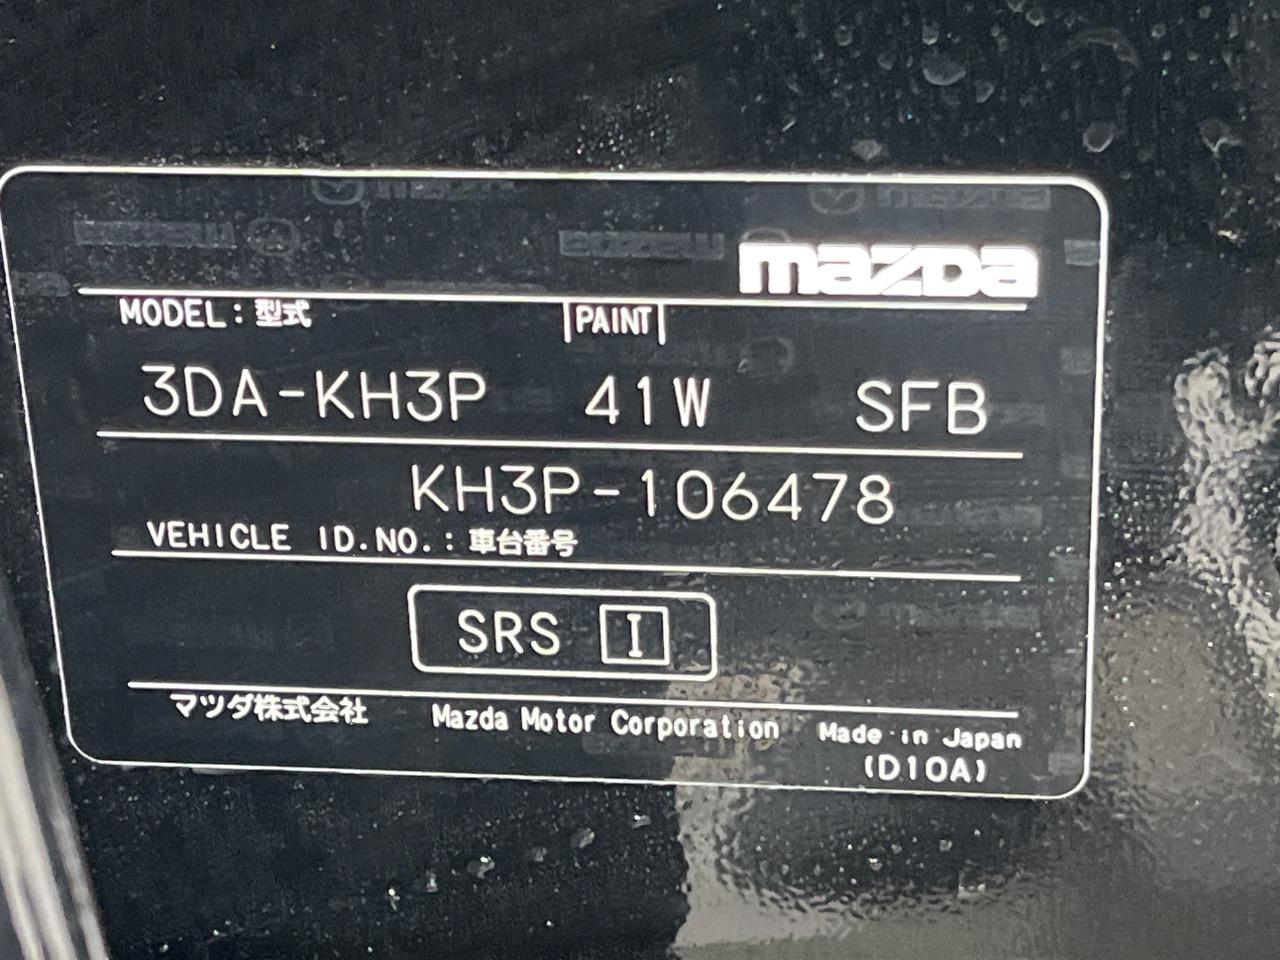 mazda
MODEL: 型式 PAINT
3DA-KH3P 41W SFB
KH3P-106478
VEHICLE ID.NO.: 車台番号
SRS I
マツダ株式会社 Mazda Motor Corporation Made in Japan
(D10A)